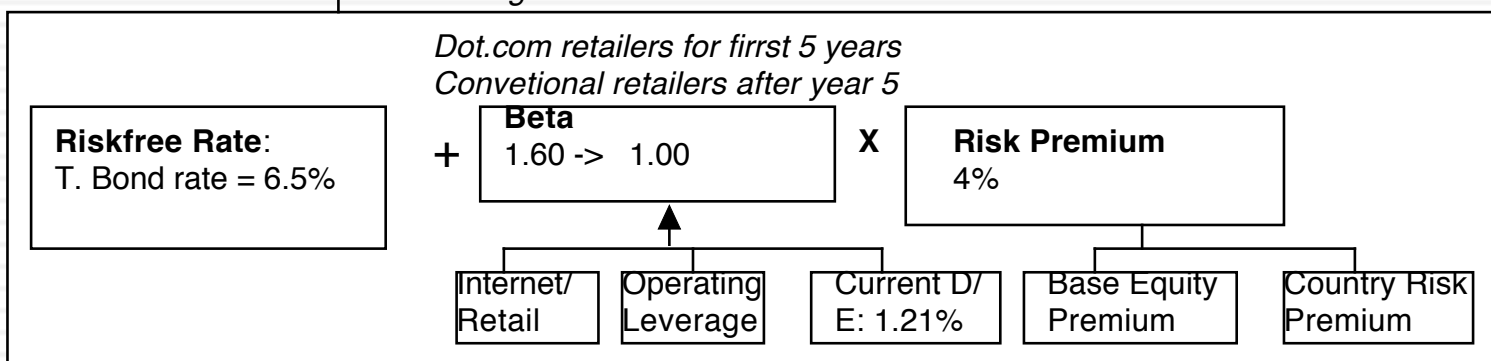 Dot.com retailers for firrst 5 years
Convetional retailers after year 5
Riskfree Rate:
T. Bond rate = 6.5%
+
Beta
1.60 -> 1.00
X
Risk Premium
4%
Internet/
Retail
Operating
Leverage
Current D/
E: 1.21%
Base Equity
Premium
Country Risk
Premium